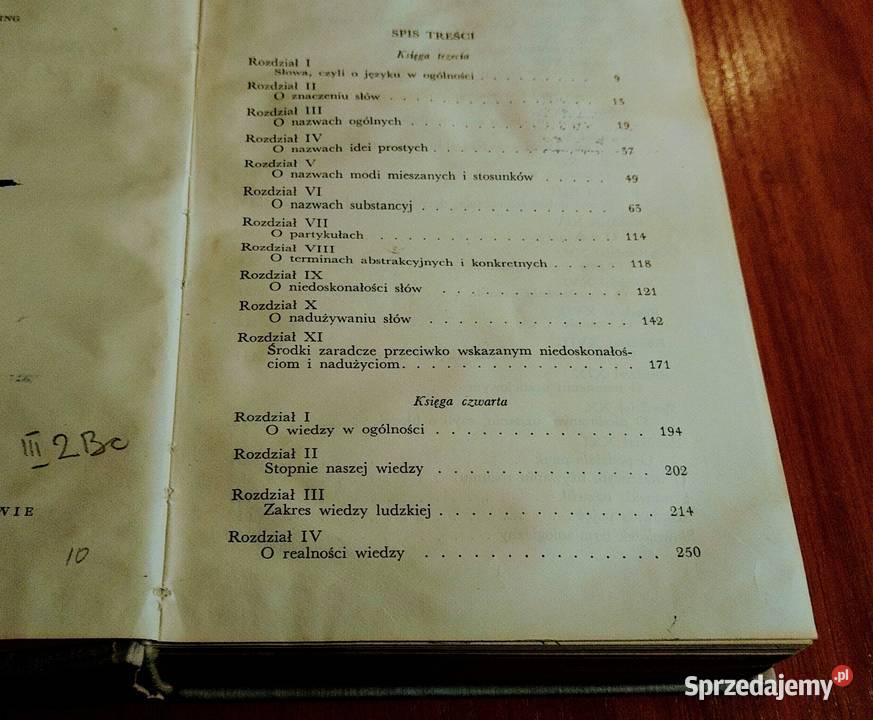 ING
SPIS TREŚCI
Księga trzecia
Rozdział I
Słowa, czyli o języku w ogólności . . . . . . . . . 9
Rozdział II
O znaczeniu słów . . . . . . . . . . . . . . . . 15
Rozdział III
O nazwach ogólnych . . . . . . . . . . . . . . 19
Rozdział IV
O nazwach idei prostych . . . . . . . . . . . . 37
Rozdział V
O nazwach modi mieszanych i stosunków . . . . . 49
Rozdział VI
O nazwach substancyj . . . . . . . . . . . . . 63
Rozdział VII
O partykułach . . . . . . . . . . . . . . . . 114
Rozdział VIII
O terminach abstrakcyjnych i konkretnych . . . . . 118
Rozdział IX
O niedoskonałości słów . . . . . . . . . . . . . 121
Rozdział X
O nadużywaniu słów . . . . . . . . . . . . . . 142
Rozdział XI
Środki zaradcze przeciwko wskazanym niedoskonałoś-
ciom i nadużyciom . . . . . . . . . . . . . . . 171
Księga czwarta
Rozdział I
O wiedzy w ogólności . . . . . . . . . . . . . . 194
Rozdział II
Stopnie naszej wiedzy . . . . . . . . . . . . . . 202
Rozdział III
Zakres wiedzy ludzkiej . . . . . . . . . . . . . . 214
Rozdział IV
O realności wiedzy . . . . . . . . . . . . . . . 250
III 2Bc
WIE
10
Sprzedajemy.pl